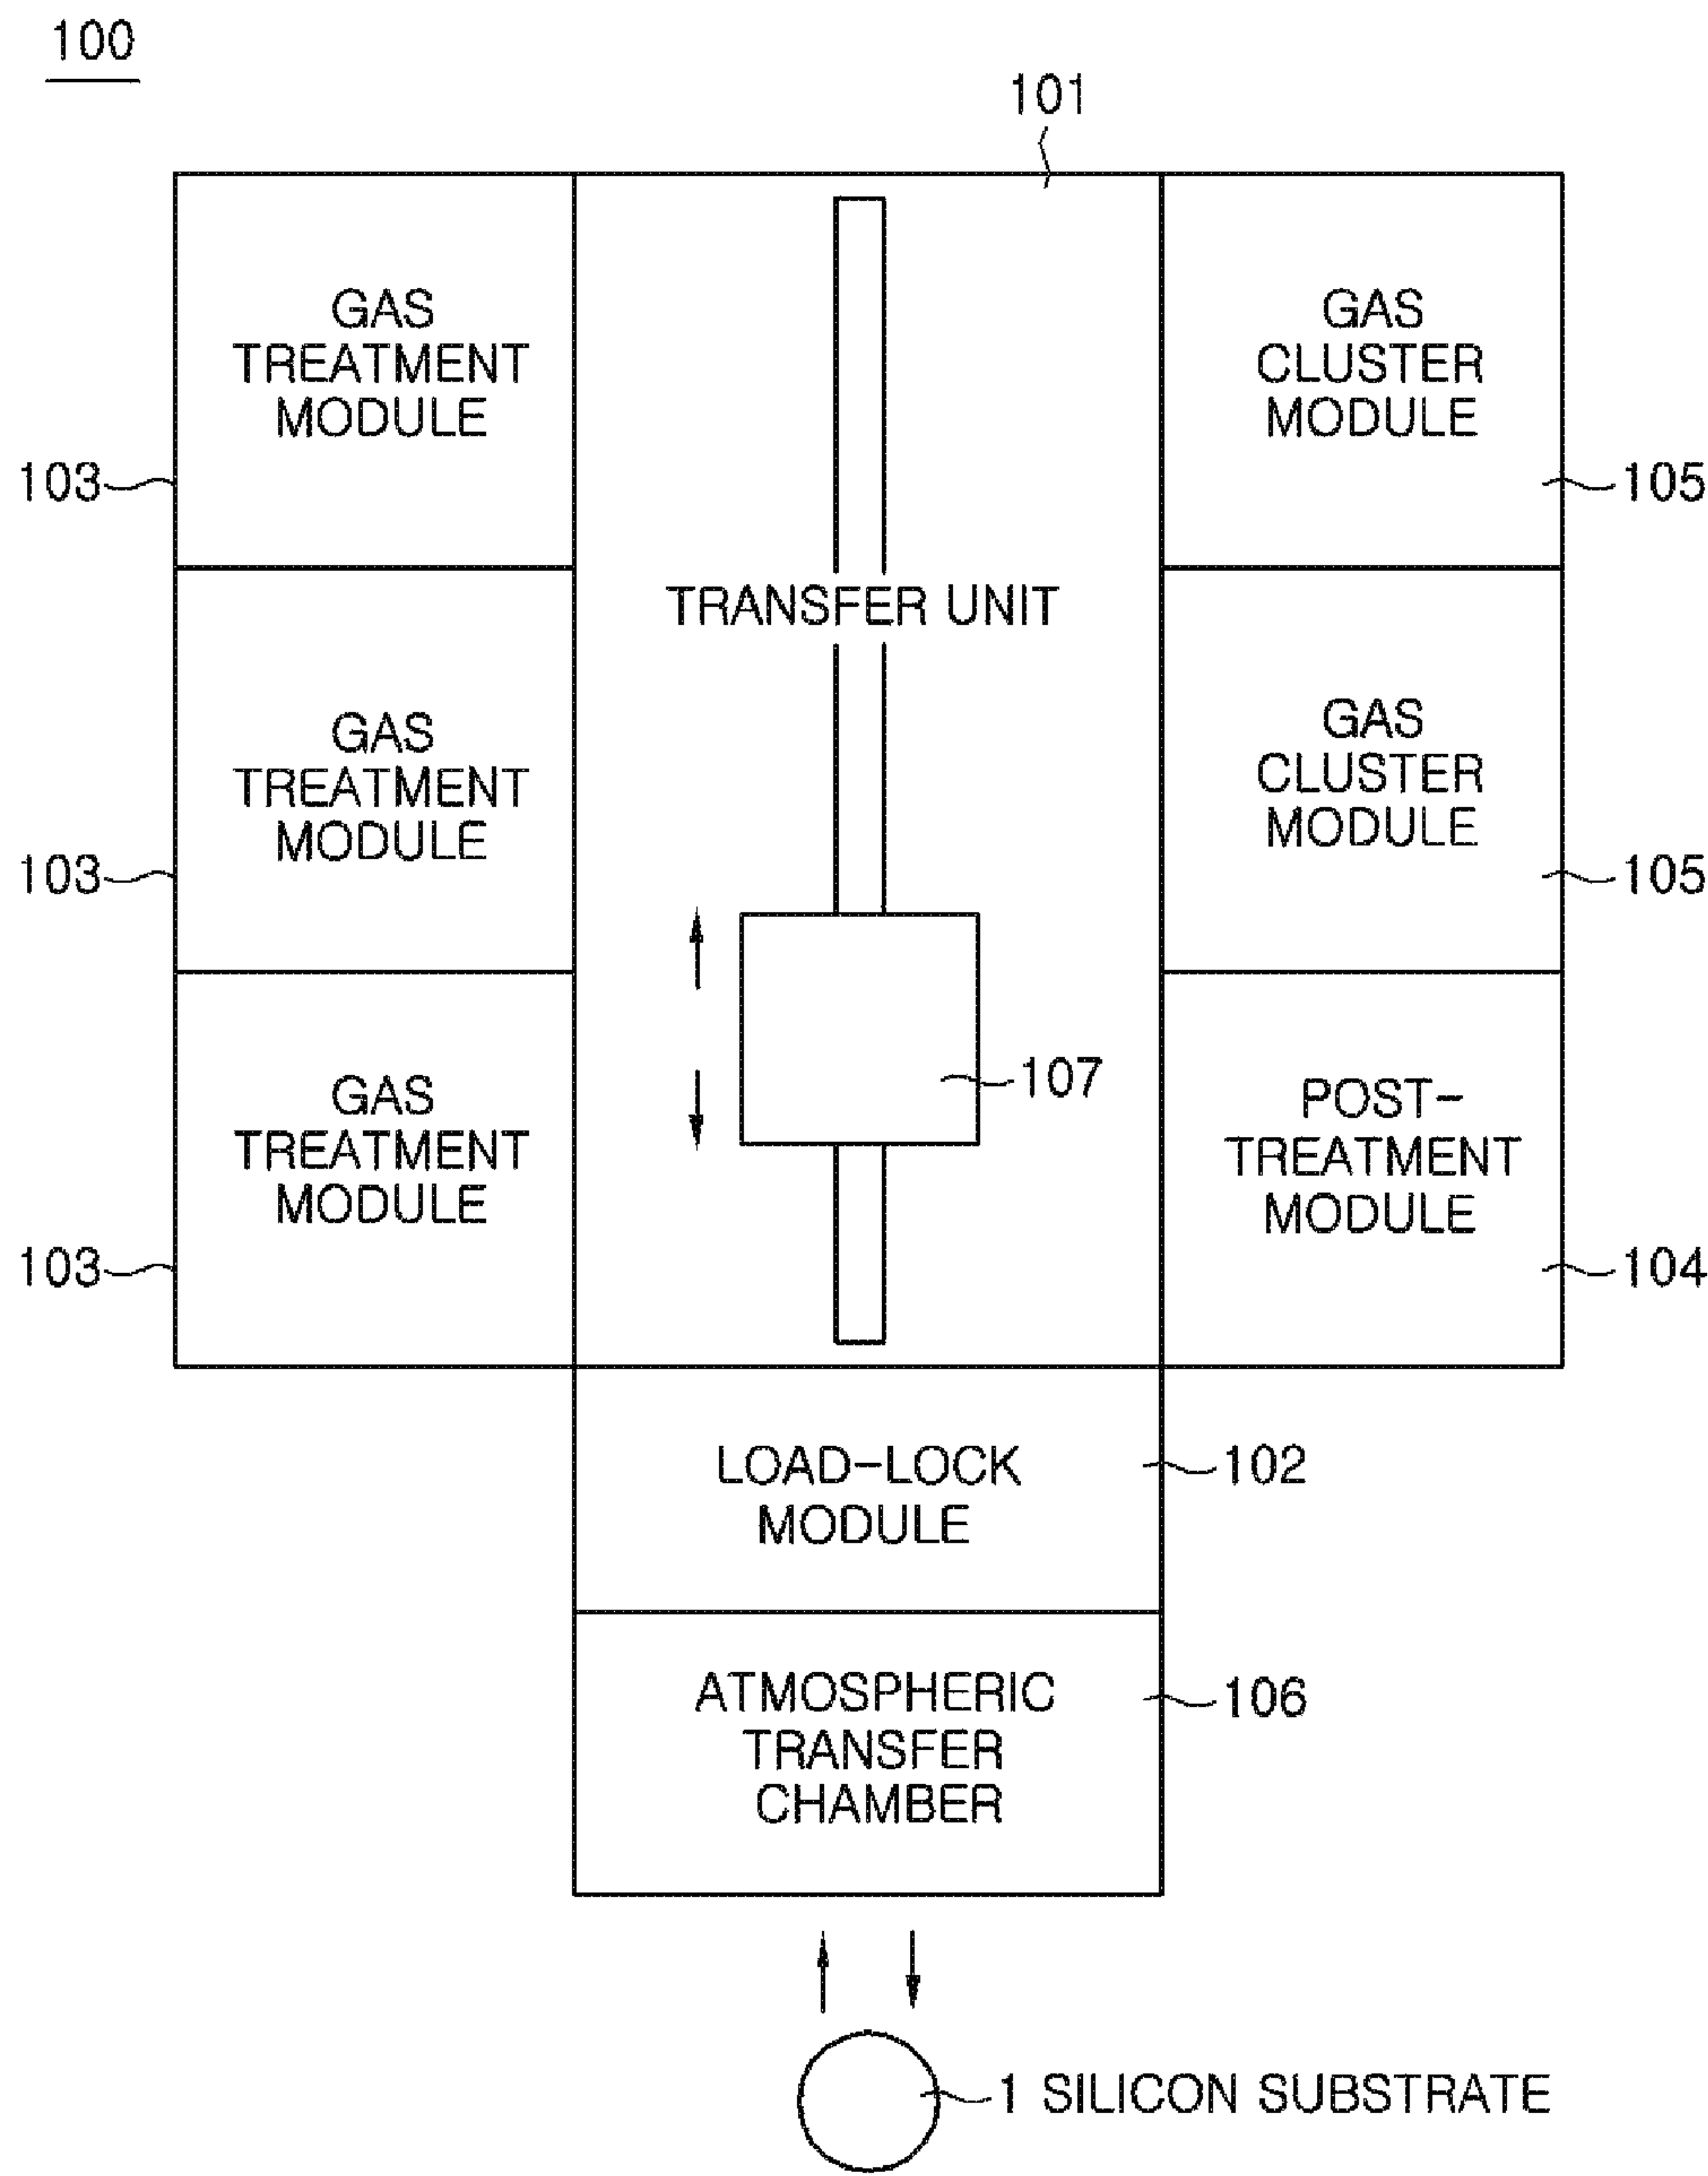 100
101
GAS
TREATMENT
MODULE
103
GAS
CLUSTER
MODULE
105
TRANSFER UNIT
GAS
TREATMENT
MODULE
103
GAS
CLUSTER
MODULE
105
107
GAS
TREATMENT
MODULE
103
POST-
TREATMENT
MODULE
104
LOAD-LOCK
MODULE
102
ATMOSPHERIC
TRANSFER
CHAMBER
106
1 SILICON SUBSTRATE